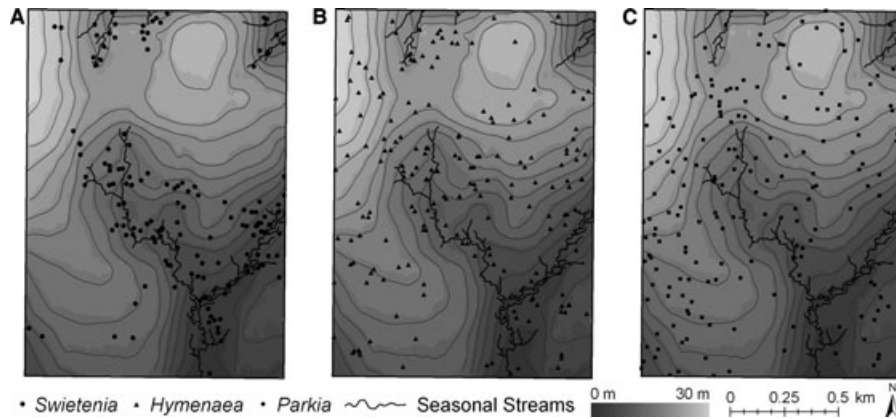 A B C
N
0 m 30 m
• Swietenia ▲ Hymenaea • Parkia Seasonal Streams 0 0.25 0.5 km